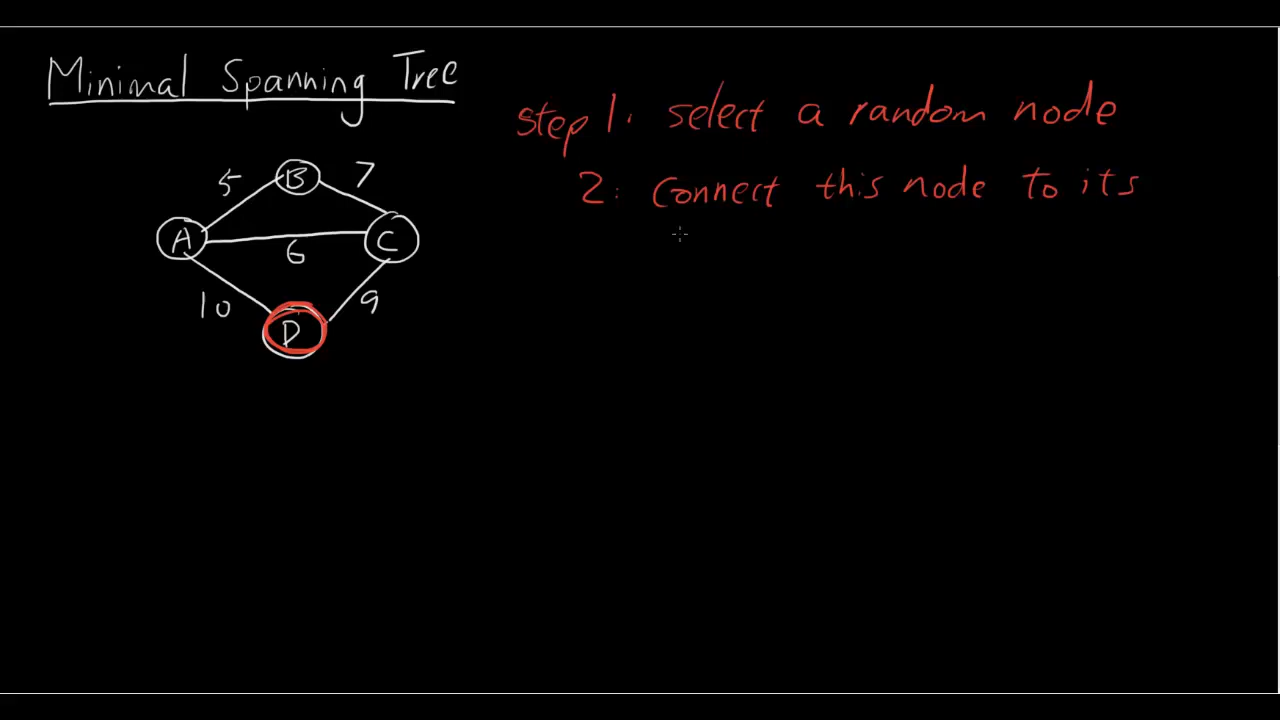 Minimal Spanning Tree
step 1. select a random node
2: connect this node to its
5
B
7
A
C
6
10
9
D